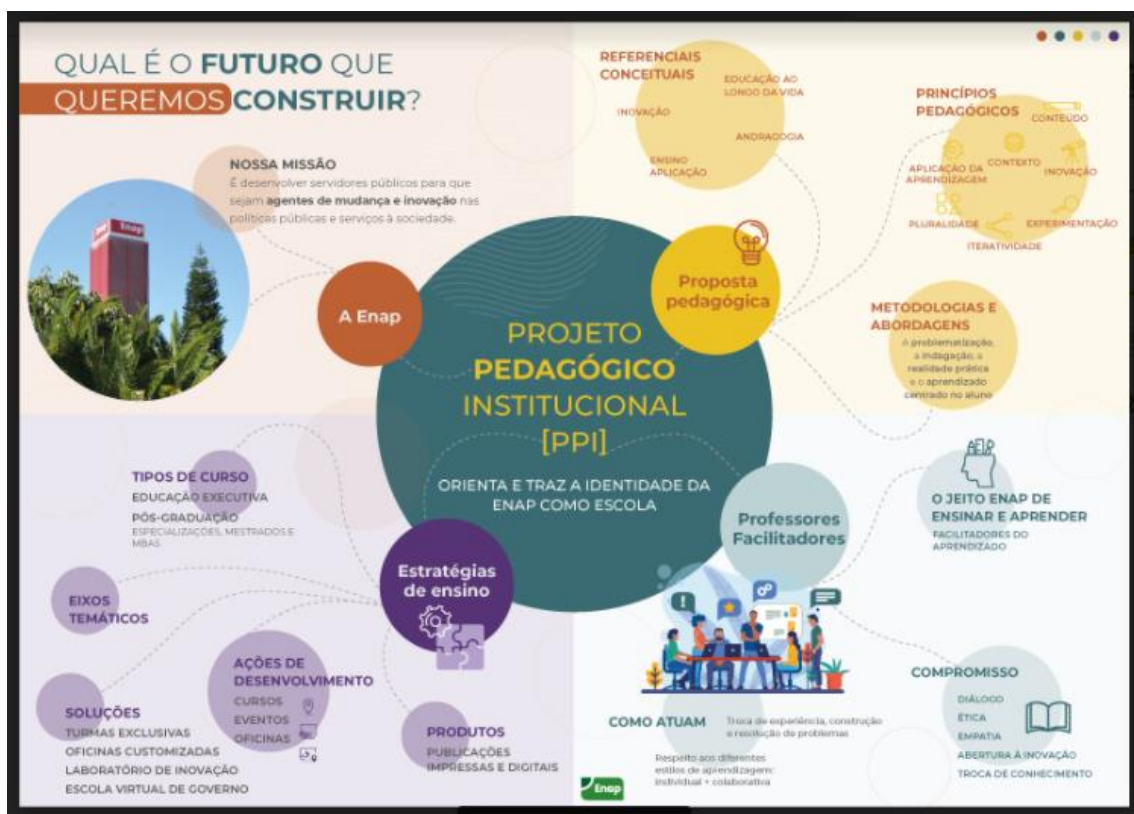 QUAL É O FUTURO QUE
QUEREMOS CONSTRUIR?
NOSSA MISSÃO
É desenvolver servidores públicos para que
sejam agentes de mudança e inovação nas
políticas públicas e serviços à sociedade.
Enap
A Enap
REFERENCIAIS
CONCEITUAIS
EDUCAÇÃO AO
LONGO DA VIDA
INOVAÇÃO
ANDRAGOGIA
ENSINO
APLICAÇÃO
PRINCÍPIOS
PEDAGÓGICOS
CONTEÚDO
APLICAÇÃO DA
APRENDIZAGEM
CONTEXTO
INOVAÇÃO
PLURALIDADE
EXPERIMENTAÇÃO
ITERATIVIDADE
Proposta
pedagógica
METODOLOGIAS E
ABORDAGENS
A problematização,
a indagação, a
realidade prática
e o aprendizado
centrado no aluno
PROJETO
PEDAGÓGICO
INSTITUCIONAL
[PPI]
ORIENTA E TRAZ A IDENTIDADE DA
ENAP COMO ESCOLA
TIPOS DE CURSO
EDUCAÇÃO EXECUTIVA
PÓS-GRADUAÇÃO
ESPECIALIZAÇÕES, MESTRADOS E
MBAS
Estratégias
de ensino
EIXOS
TEMÁTICOS
AÇÕES DE
DESENVOLVIMENTO
CURSOS
EVENTOS
OFICINAS
SOLUÇÕES
TURMAS EXCLUSIVAS
OFICINAS CUSTOMIZADAS
LABORATÓRIO DE INOVAÇÃO
ESCOLA VIRTUAL DE GOVERNO
PRODUTOS
PUBLICAÇÕES
IMPRESSAS E DIGITAIS
Professores
Facilitadores
O JEITO ENAP DE
ENSINAR E APRENDER
FACILITADORES DO
APRENDIZADO
COMO ATUAM
Troca de experiência, construção
e resolução de problemas
Respeito aos diferentes
estilos de aprendizagem:
individual + colaborativa
COMPROMISSO
DIÁLOGO
ÉTICA
EMPATIA
ABERTURA À INOVAÇÃO
TROCA DE CONHECIMENTO
Enap